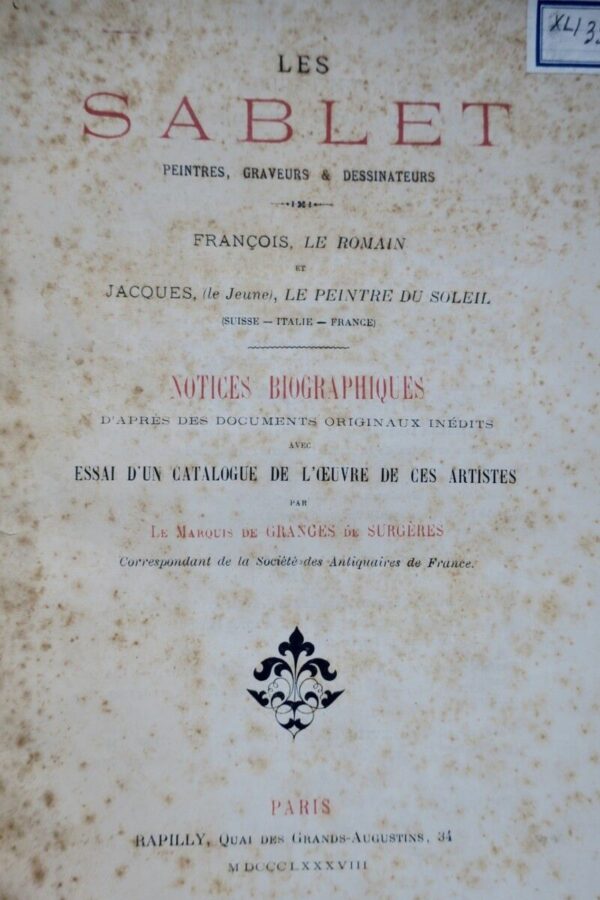 XLI 3
LES
SABLET
PEINTRES, GRAVEURS & DESSINATEURS
FRANÇOIS, LE ROMAIN
ET
JACQUES, (le Jeune), LE PEINTRE DU SOLEIL
(SUISSE — ITALIE — FRANCE)
NOTICES BIOGRAPHIQUES
D'APRÈS DES DOCUMENTS ORIGINAUX INÉDITS
AVEC
ESSAI D'UN CATALOGUE DE L'ŒUVRE DE CES ARTISTES
PAR
LE MARQUIS DE GRANGES DE SURGÈRES
Correspondant de la Société des Antiquaires de France.
PARIS
RAPILLY, QUAI DES GRANDS-AUGUSTINS, 34
MDCCCLXXXVIII